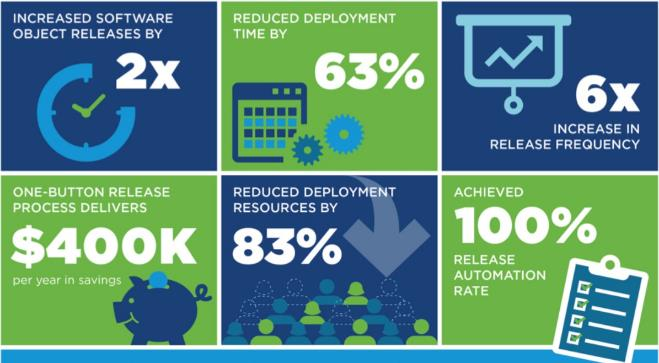 INCREASED SOFTWARE
OBJECT RELEASES BY
2x
REDUCED DEPLOYMENT
TIME BY
63%
6x
INCREASE IN
RELEASE FREQUENCY
ONE-BUTTON RELEASE
PROCESS DELIVERS
$400K
per year in savings
REDUCED DEPLOYMENT
RESOURCES BY
83%
ACHIEVED
100%
RELEASE
AUTOMATION
RATE